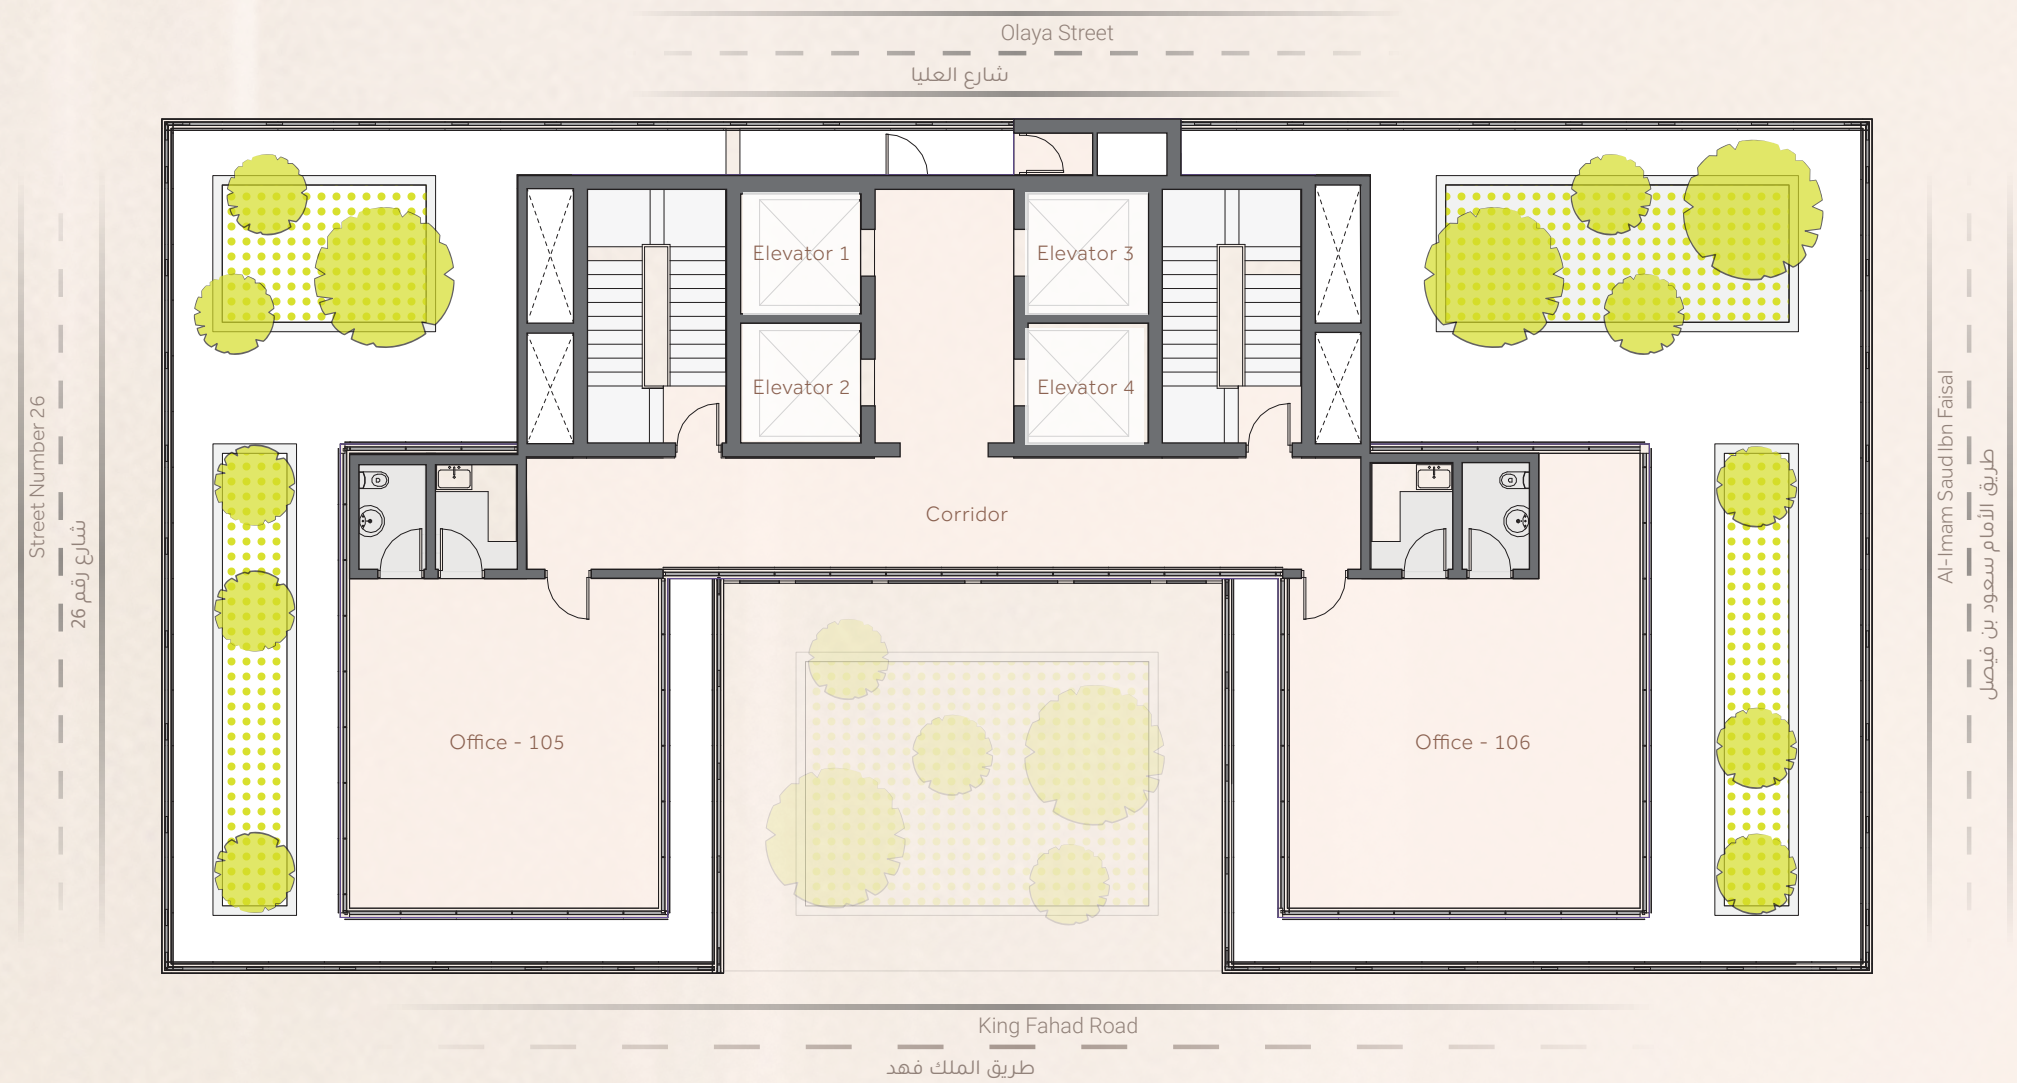 Olaya Street
شارع العليا
Elevator 1
Elevator 3
Elevator 2
Elevator 4
Street Number 26
شارع رقم 26
Al-Imam Saud Ibn Faisal
طريق الأمام سعود بن فيصل
Corridor
Office - 105
Office - 106
King Fahad Road
طريق الملك فهد